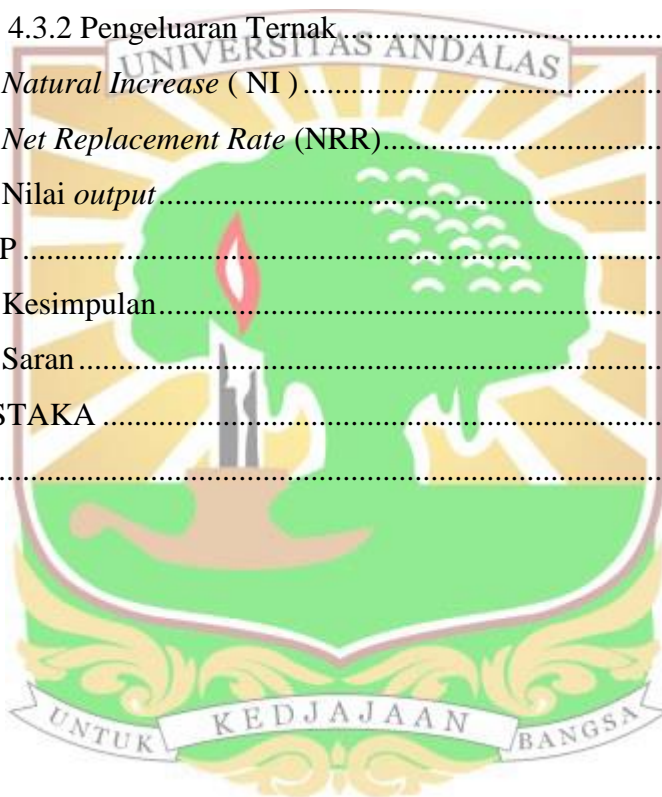 4.3.2 Pengeluaran Ternak ........................................
UNIVERSITAS ANDALAS
Natural Increase ( NI ) ..............................................
Net Replacement Rate (NRR)....................................
Nilai output ................................................................
P ................................................................................
Kesimpulan................................................................
Saran .........................................................................
STAKA .....................................................................
................................................................................
UNTUK KEDJAJAAN BANGSA